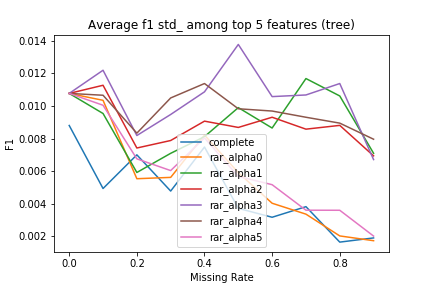 Average f1 std_ among top 5 features (tree)
F1
0.014
0.012
0.010
0.008
0.006
0.004
0.002
complete
rar_alpha0
rar_alpha1
rar_alpha2
rar_alpha3
rar_alpha4
rar_alpha5
0.0 0.2 0.4 0.6 0.8
Missing Rate